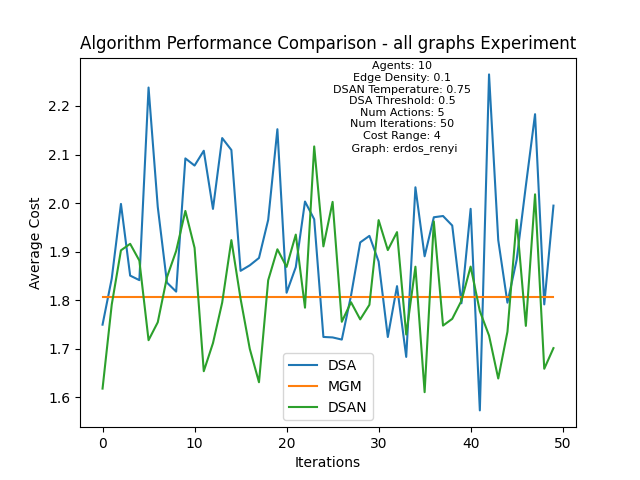 Algorithm Performance Comparison - all graphs Experiment
Agents: 10
Edge Density: 0.1
DSAN Temperature: 0.75
DSA Threshold: 0.5
Num Actions: 5
Num Iterations: 50
Cost Range: 4
Graph: erdos_renyi
Average Cost
2.2
2.1
2.0
1.9
1.8
1.7
1.6
DSA
MGM
DSAN
0 10 20 30 40 50
Iterations